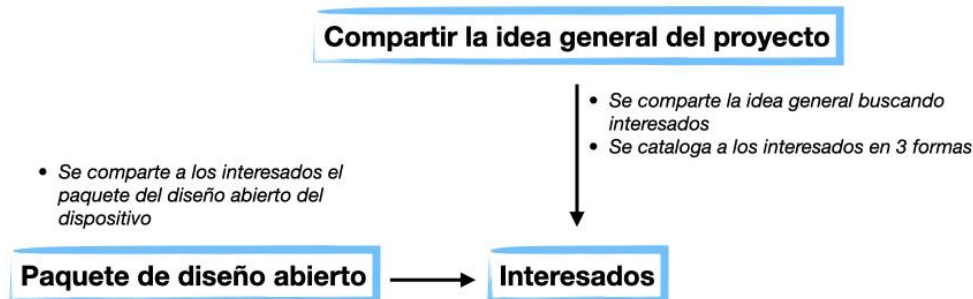 Compartir la idea general del proyecto
• Se comparte la idea general buscando
interesados
• Se cataloga a los interesados en 3 formas
• Se comparte a los interesados el
paquete del diseño abierto del
dispositivo
Paquete de diseño abierto
Interesados